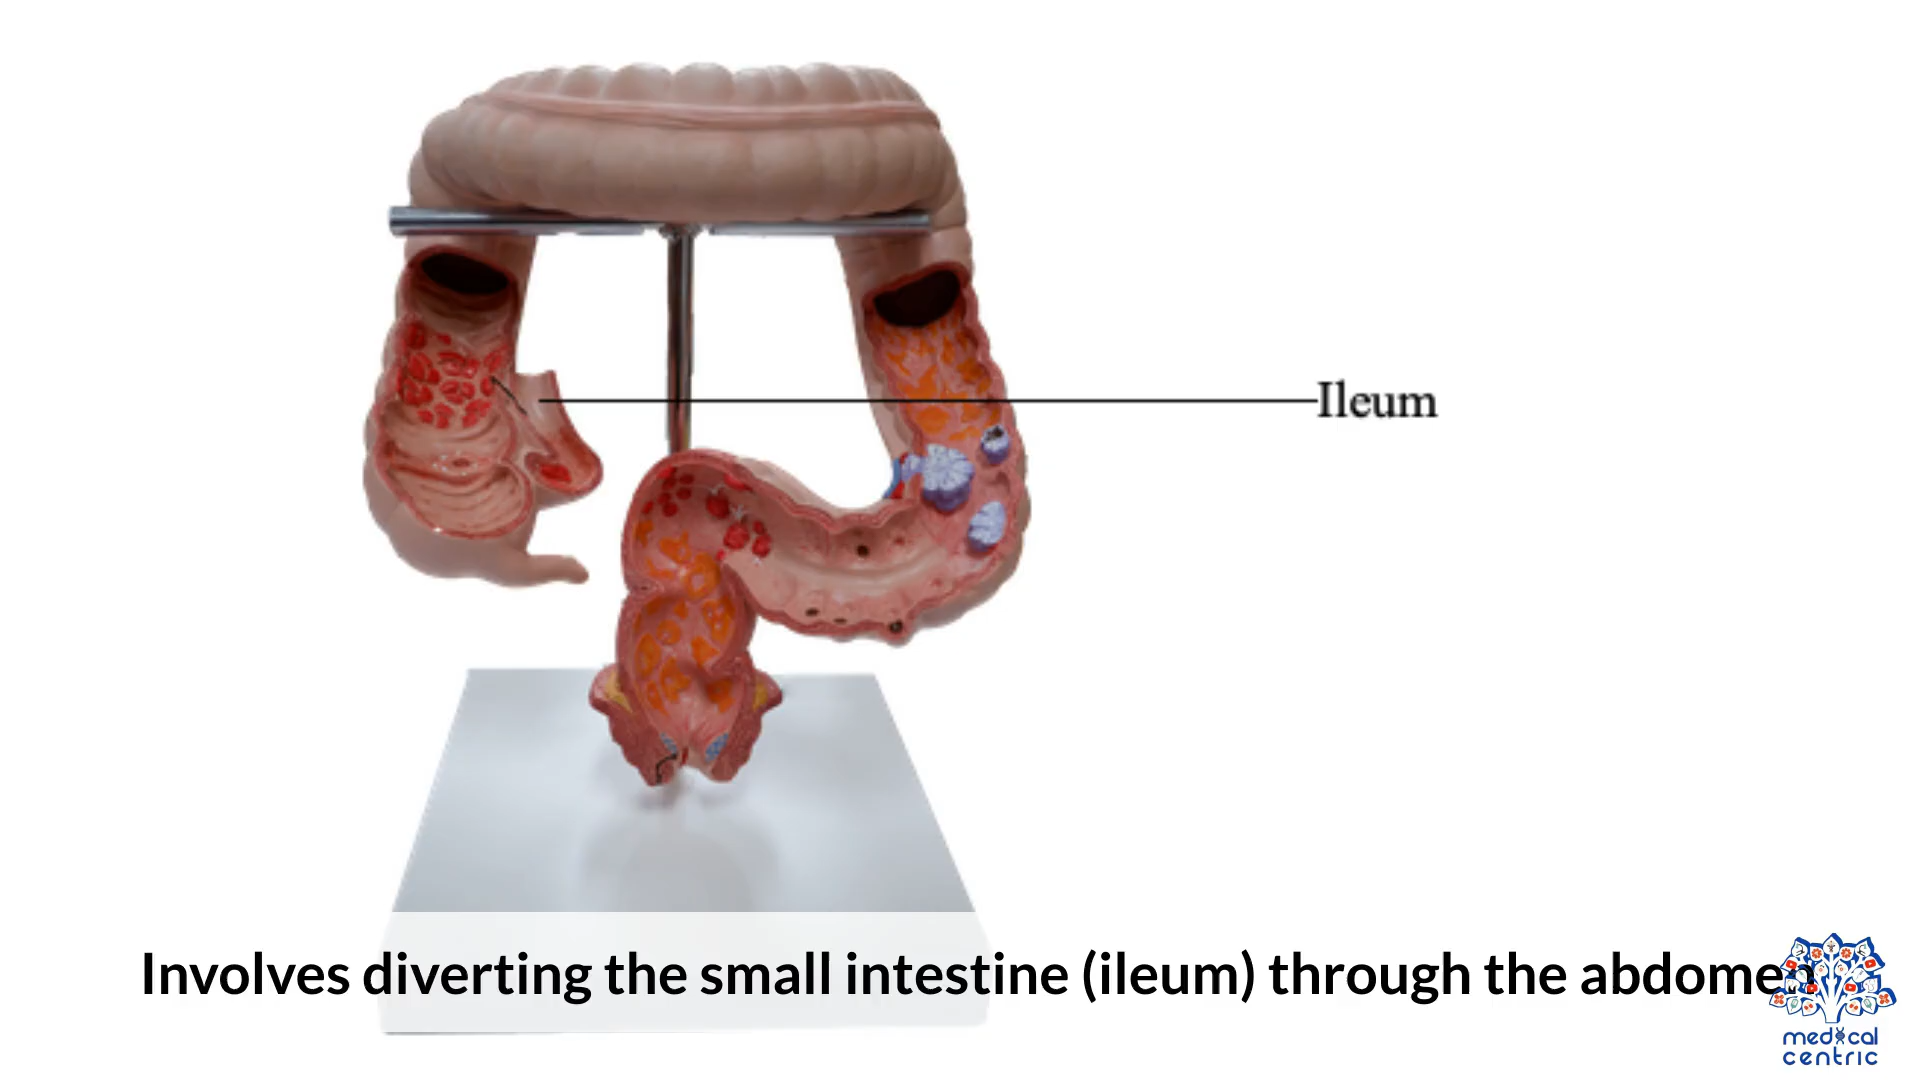 Ileum
Involves diverting the small intestine (ileum) through the abdomen
medical
centric